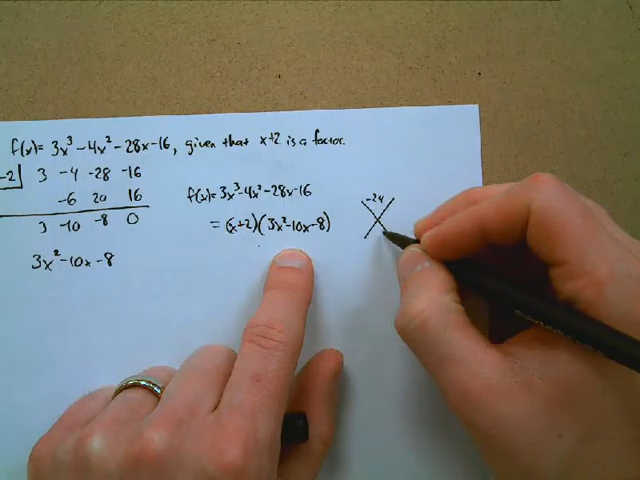 f(x)= 3x³-4x²-28x-16, given that x+2 is a factor.
-2| 3 -4 -28 -16
-6 20 16
3 -10 -8 0
3x²-10x-8
f(x)= 3x³-4x²-28x-16
= (x+2)(3x²-10x-8)
-24